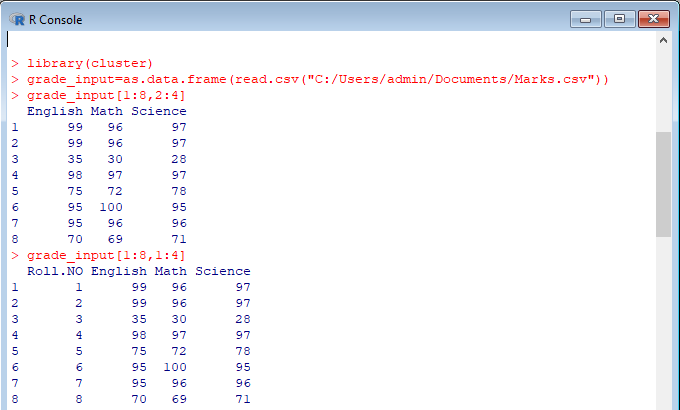 R Console
> library(cluster)
> grade_input=as.data.frame(read.csv("C:/Users/admin/Documents/Marks.csv"))
> grade_input[1:8,2:4]
  English Math Science
1      99   96      97
2      99   96      97
3      35   30      28
4      98   97      97
5      75   72      78
6      95  100      95
7      95   96      96
8      70   69      71
> grade_input[1:8,1:4]
  Roll.NO English Math Science
1       1      99   96      97
2       2      99   96      97
3       3      35   30      28
4       4      98   97      97
5       5      75   72      78
6       6      95  100      95
7       7      95   96      96
8       8      70   69      71